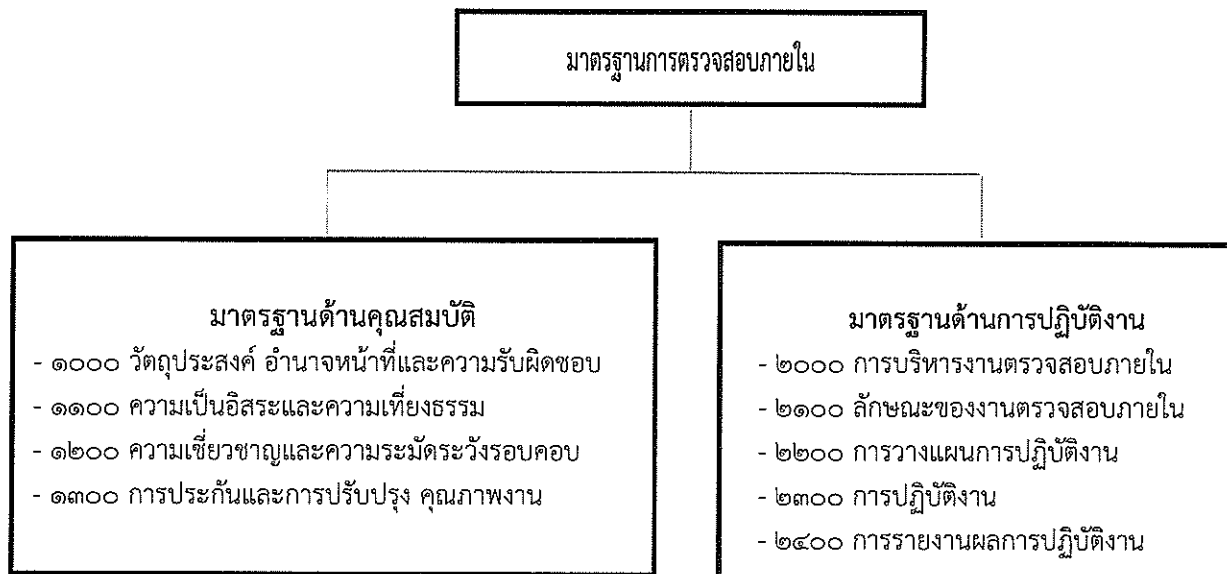 มาตรฐานการตรวจสอบภายใน
มาตรฐานด้านคุณสมบัติ
- ๑๐๐๐ วัตถุประสงค์ อำนาจหน้าที่และความรับผิดชอบ
- ๑๑๐๐ ความเป็นอิสระและความเที่ยงธรรม
- ๑๒๐๐ ความเชี่ยวชาญและความระมัดระวังรอบคอบ
- ๑๓๐๐ การประกันและการปรับปรุง คุณภาพงาน
มาตรฐานด้านการปฏิบัติงาน
- ๒๐๐๐ การบริหารงานตรวจสอบภายใน
- ๒๑๐๐ ลักษณะของงานตรวจสอบภายใน
- ๒๒๐๐ การวางแผนการปฏิบัติงาน
- ๒๓๐๐ การปฏิบัติงาน
- ๒๔๐๐ การรายงานผลการปฏิบัติงาน